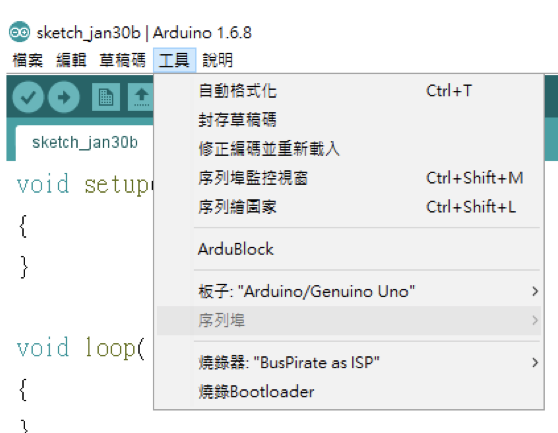 sketch_jan30b | Arduino 1.6.8
檔案 編輯 草稿碼 工具 說明
自動格式化 Ctrl+T
封存草稿碼
sketch_jan30b
修正編碼並重新載入
序列埠監控視窗 Ctrl+Shift+M
void setup(
序列繪圖家 Ctrl+Shift+L
{
ArduBlock
}
板子: "Arduino/Genuino Uno"
序列埠
void loop(
燒錄器: "BusPirate as ISP"
{
燒錄Bootloader
}